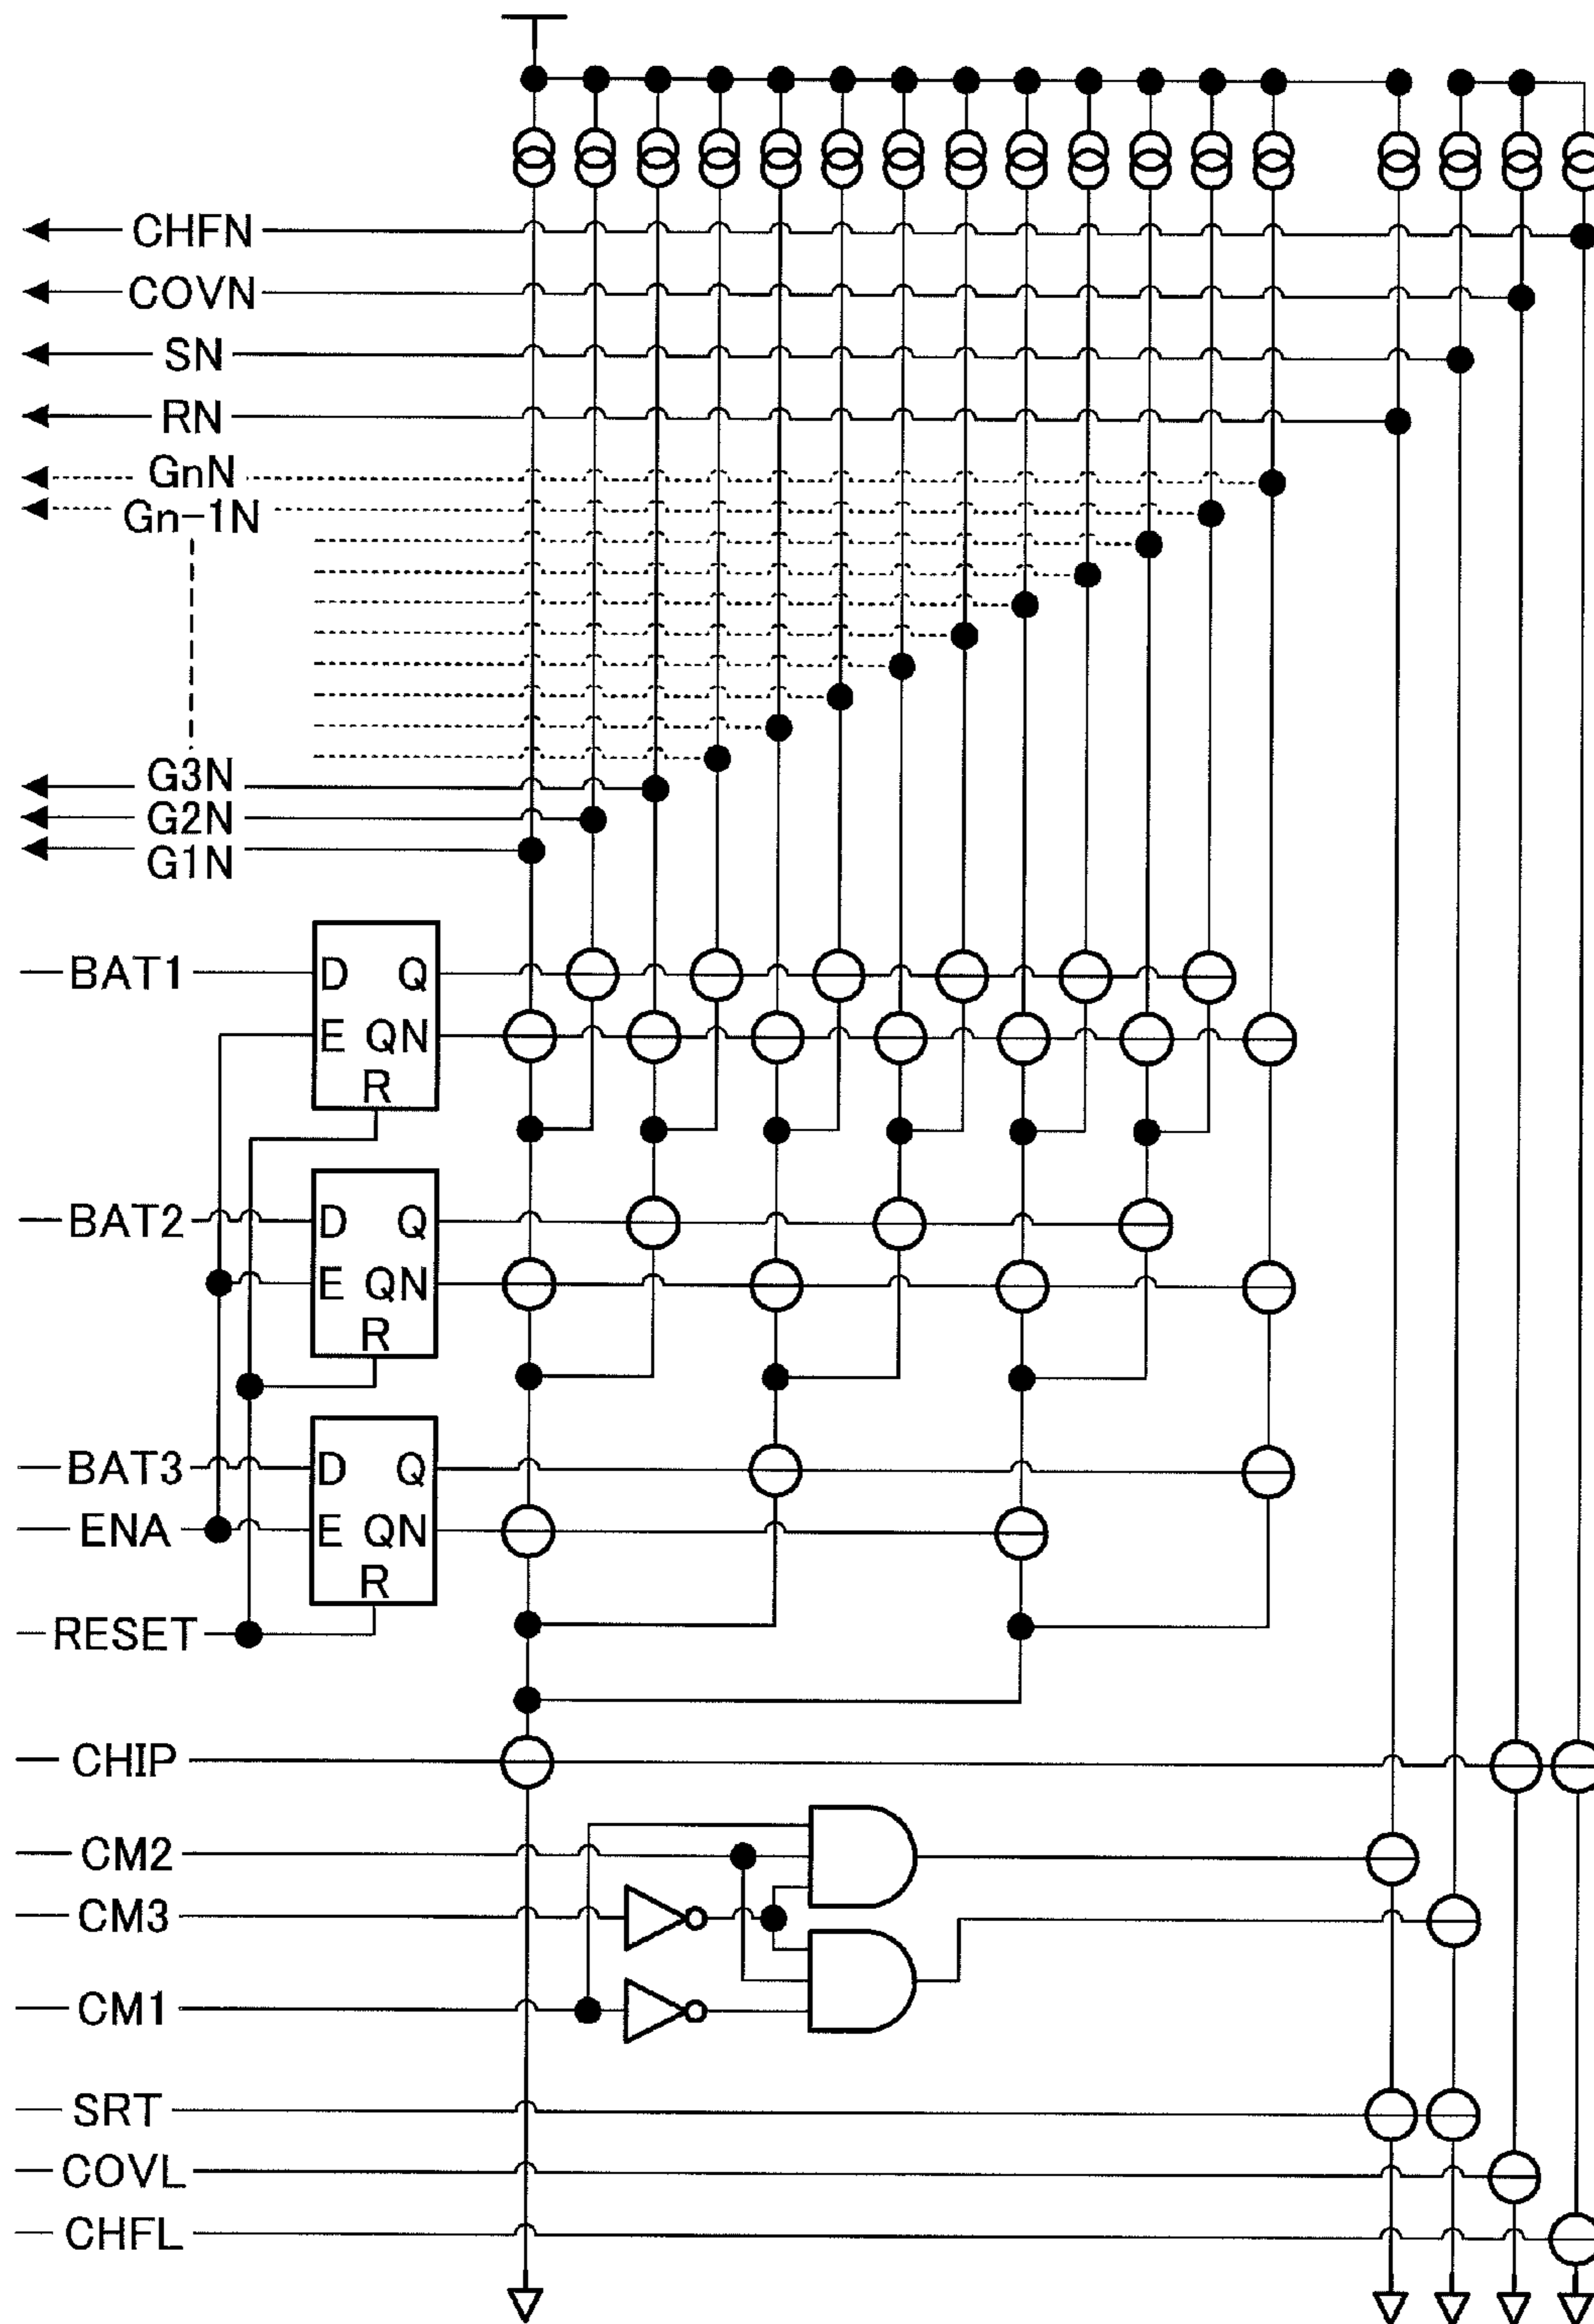 CHFN
COVN
SN
RN
GnN
Gn-1N
G3N
G2N
G1N
BAT1 D Q
E QN
R
BAT2 D Q
E QN
R
BAT3 D Q
ENA E QN
R
RESET
CHIP
CM2
CM3
CM1
SRT
COVL
CHFL